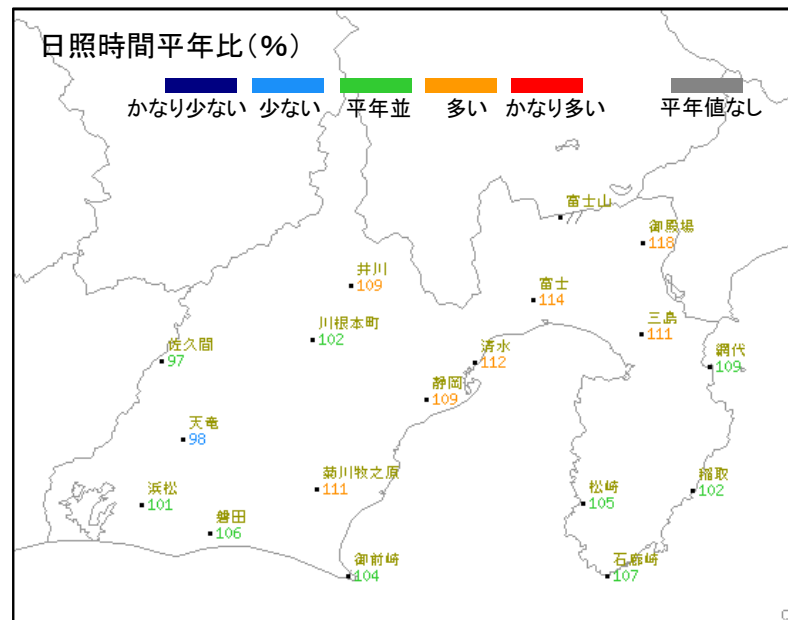 日照時間平年比(%)
かなり少ない 少ない 平年並 多い かなり多い 平年値なし
富士山
御殿場
118
井川
109
富士
114
川根本町
102
三島
111
佐久間
97
清水
112
網代
109
静岡
109
天竜
98
菊川牧之原
111
稲取
102
浜松
101
松崎
105
磐田
106
御前崎
104
石廊崎
107